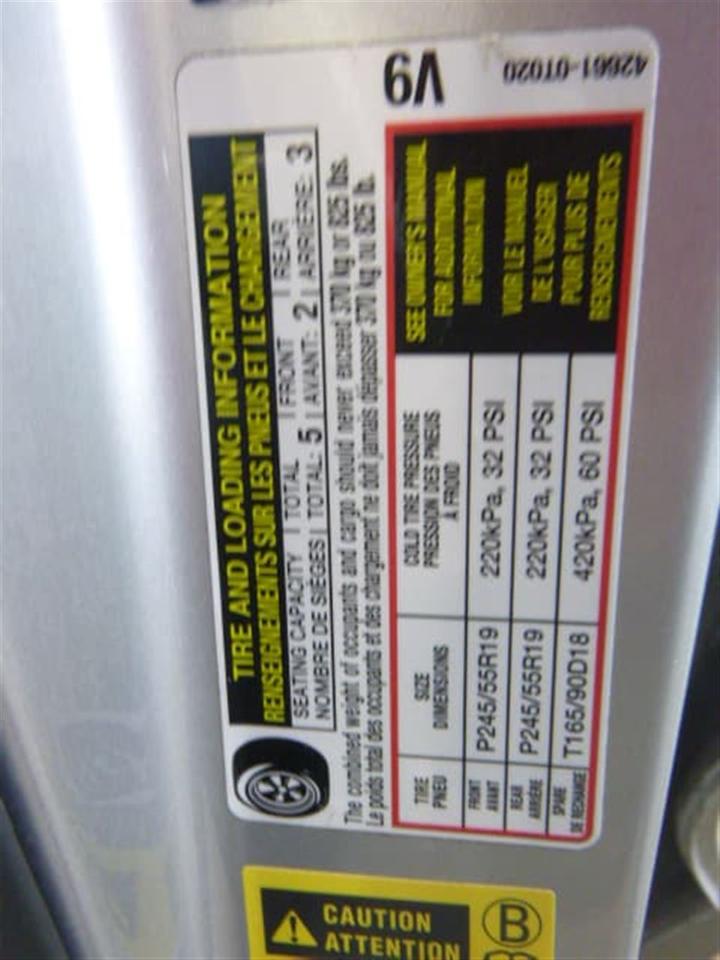 42661-0T020
V9
TIRE AND LOADING INFORMATION
RENSEIGNEMENTS SUR LES PNEUS ET LE CHARGEMENT
SEATING CAPACITY | TOTAL | FRONT | REAR
NOMBRE DE SIÈGES | TOTAL: 5 | AVANT: 2 | ARRIÈRE: 3
The combined weight of occupants and cargo should never exceed 370 kg or 825 lbs.
Le poids total des occupants et des chargement ne doit jamais dépasser 370 kg ou 825 lb.
TIRE
PNEU
SIZE
DIMENSIONS
COLD TIRE PRESSURE
PRESSION DES PNEUS
À FROID
FRONT
AVANT
P245/55R19
220kPa, 32 PSI
REAR
ARRIÈRE
P245/55R19
220kPa, 32 PSI
SPARE
DE RECHANGE
T165/90D18
420kPa, 60 PSI
SEE OWNER'S MANUAL
FOR ADDITIONAL
INFORMATION
VOIR LE MANUEL
DE L'USAGER
POUR PLUS DE
RENSEIGNEMENTS
CAUTION
ATTENTION
B